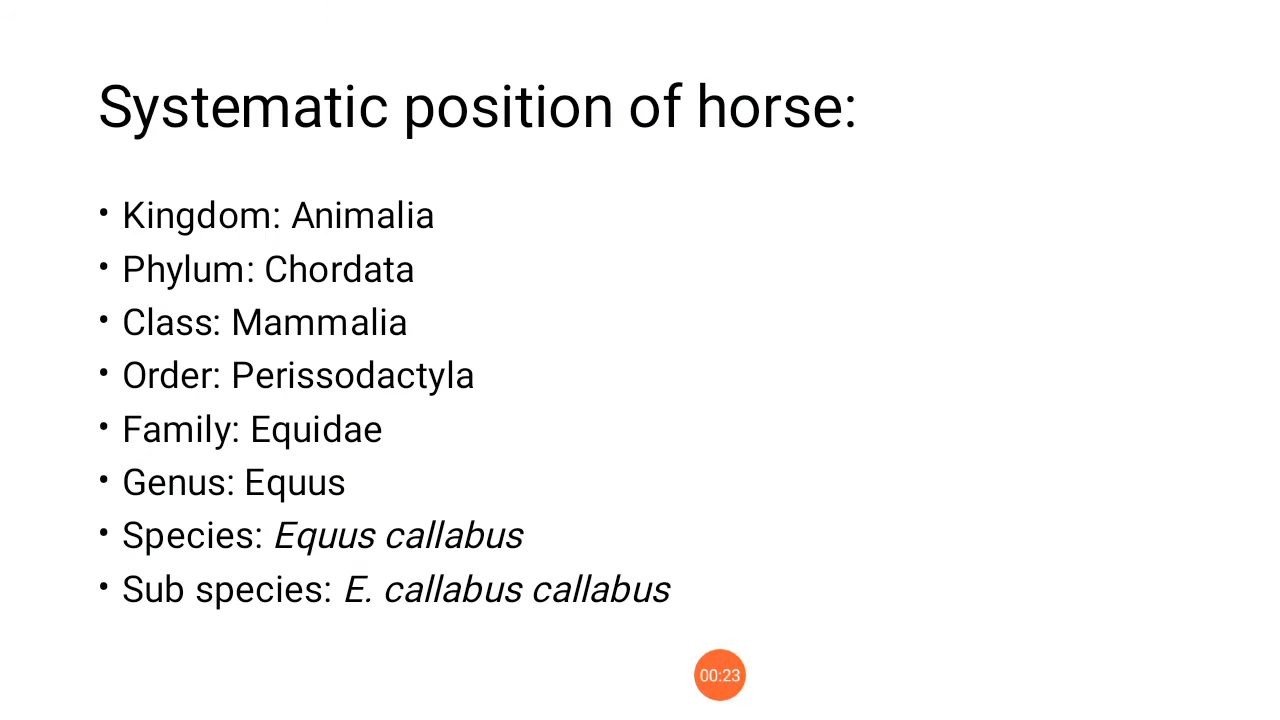 Systematic position of horse:
• Kingdom: Animalia
• Phylum: Chordata
• Class: Mammalia
• Order: Perissodactyla
• Family: Equidae
• Genus: Equus
• Species: Equus callabus
• Sub species: E. callabus callabus
00:23